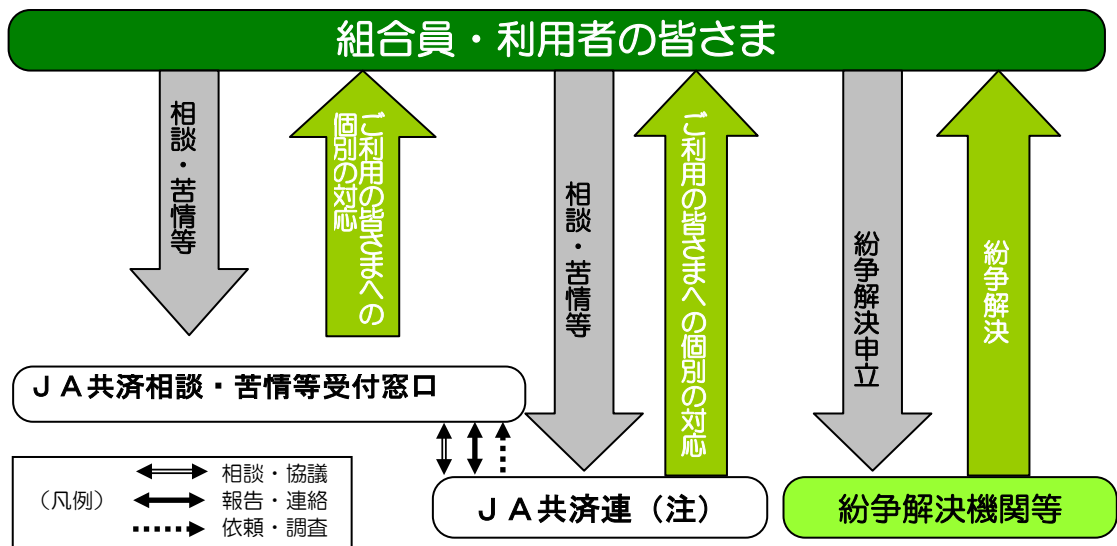 組合員・利用者の皆さま
相談・苦情等
ご利用の皆さまへの
個別の対応
相談・苦情等
ご利用の皆さまへの個別の対応
紛争解決申立
紛争解決
ＪＡ共済相談・苦情等受付窓口
ＪＡ共済連（注）
紛争解決機関等
（凡例）
相談・協議
報告・連絡
依頼・調査